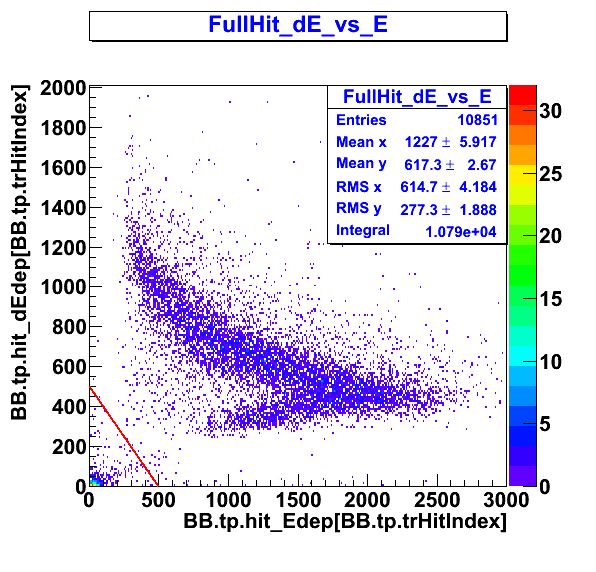 FullHit_dE_vs_E
FullHit_dE_vs_E
Entries 10851
Mean x 1227 ± 5.917
Mean y 617.3 ± 2.67
RMS x 614.7 ± 4.184
RMS y 277.3 ± 1.888
Integral 1.079e+04
BB.tp.hit_dEdep[BB.tp.trHitIndex]
2000
1800
1600
1400
1200
1000
800
600
400
200
0
0 500 1000 1500 2000 2500 3000
BB.tp.hit_Edep[BB.tp.trHitIndex]
30
25
20
15
10
5
0